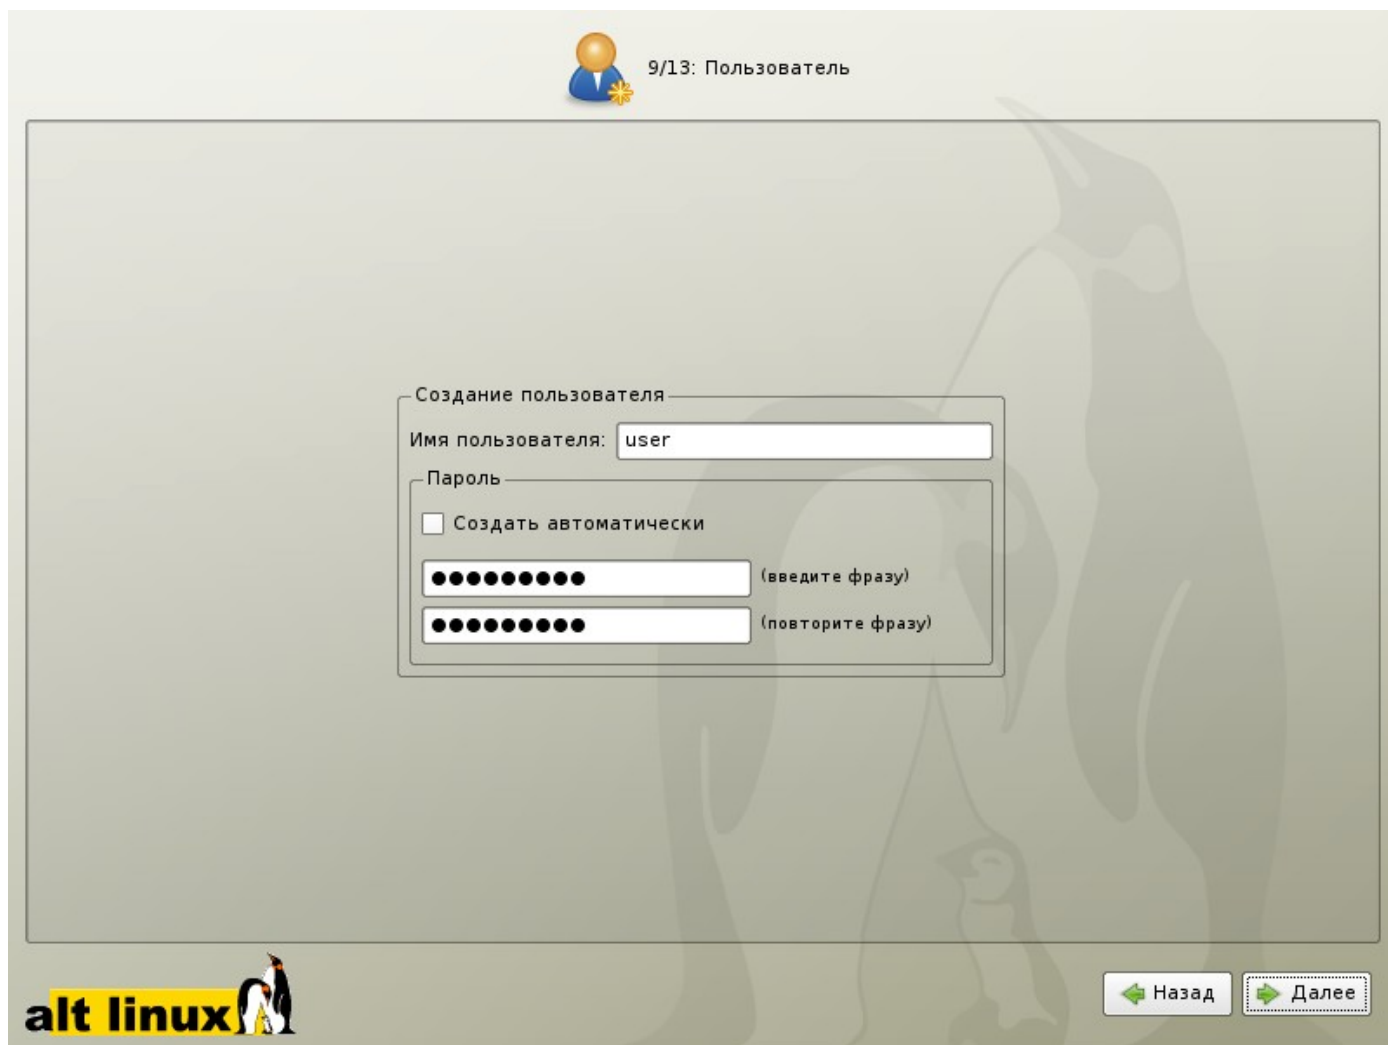 9/13: Пользователь
Создание пользователя
Имя пользователя: user
Пароль
Создать автоматически
●●●●●●●●● (введите фразу)
●●●●●●●●● (повторите фразу)
alt linux
Назад Далее